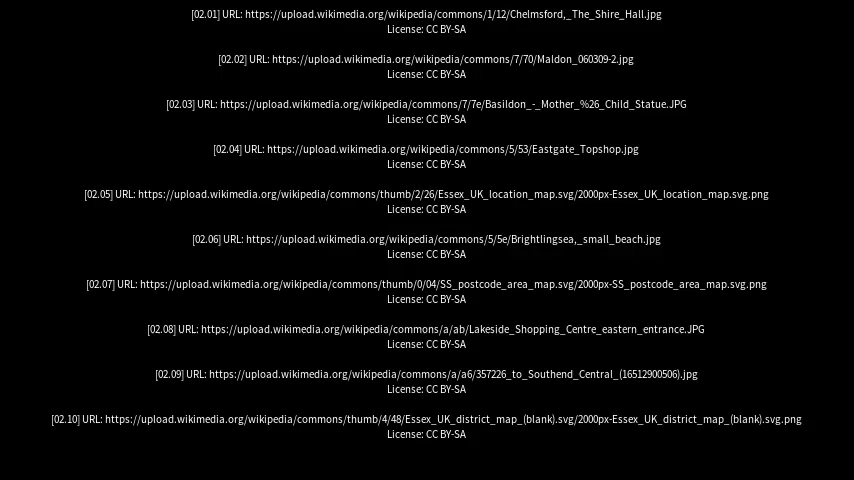 [02.01] URL: https://upload.wikimedia.org/wikipedia/commons/1/12/Chelmsford,_The_Shire_Hall.jpg
License: CC BY-SA
[02.02] URL: https://upload.wikimedia.org/wikipedia/commons/7/70/Maldon_060309-2.jpg
License: CC BY-SA
[02.03] URL: https://upload.wikimedia.org/wikipedia/commons/7/7e/Basildon_-_Mother_%26_Child_Statue.JPG
License: CC BY-SA
[02.04] URL: https://upload.wikimedia.org/wikipedia/commons/5/53/Eastgate_Topshop.jpg
License: CC BY-SA
[02.05] URL: https://upload.wikimedia.org/wikipedia/commons/thumb/2/26/Essex_UK_location_map.svg/2000px-Essex_UK_location_map.svg.png
License: CC BY-SA
[02.06] URL: https://upload.wikimedia.org/wikipedia/commons/5/5e/Brightlingsea,_small_beach.jpg
License: CC BY-SA
[02.07] URL: https://upload.wikimedia.org/wikipedia/commons/thumb/0/04/SS_postcode_area_map.svg/2000px-SS_postcode_area_map.svg.png
License: CC BY-SA
[02.08] URL: https://upload.wikimedia.org/wikipedia/commons/a/ab/Lakeside_Shopping_Centre_eastern_entrance.JPG
License: CC BY-SA
[02.09] URL: https://upload.wikimedia.org/wikipedia/commons/a/a6/357226_to_Southend_Central_(16512900506).jpg
License: CC BY-SA
[02.10] URL: https://upload.wikimedia.org/wikipedia/commons/thumb/4/48/Essex_UK_district_map_(blank).svg/2000px-Essex_UK_district_map_(blank).svg.png
License: CC BY-SA